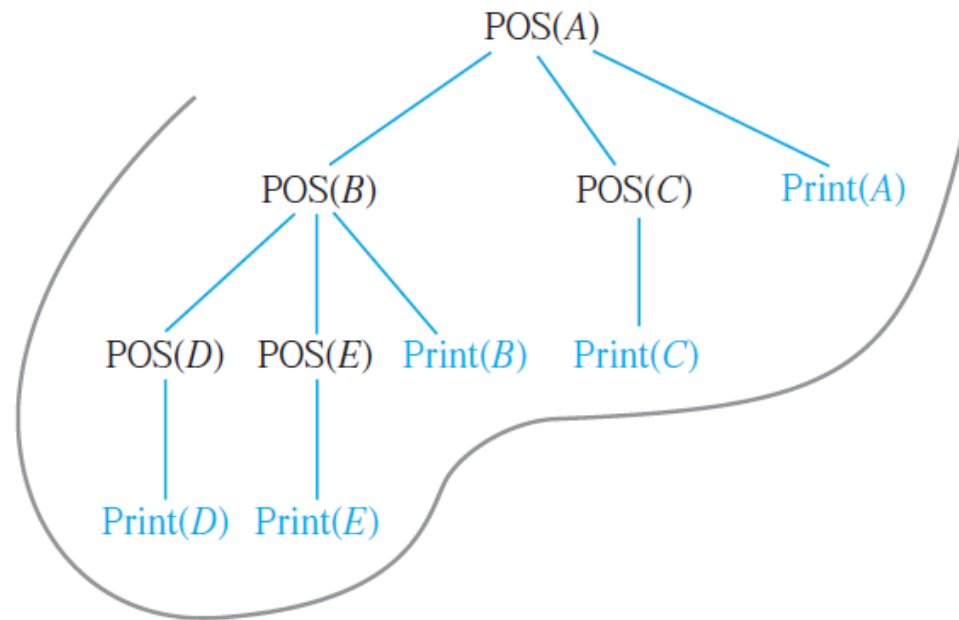 POS(A)
POS(B) POS(C) Print(A)
POS(D) POS(E) Print(B) Print(C)
Print(D) Print(E)